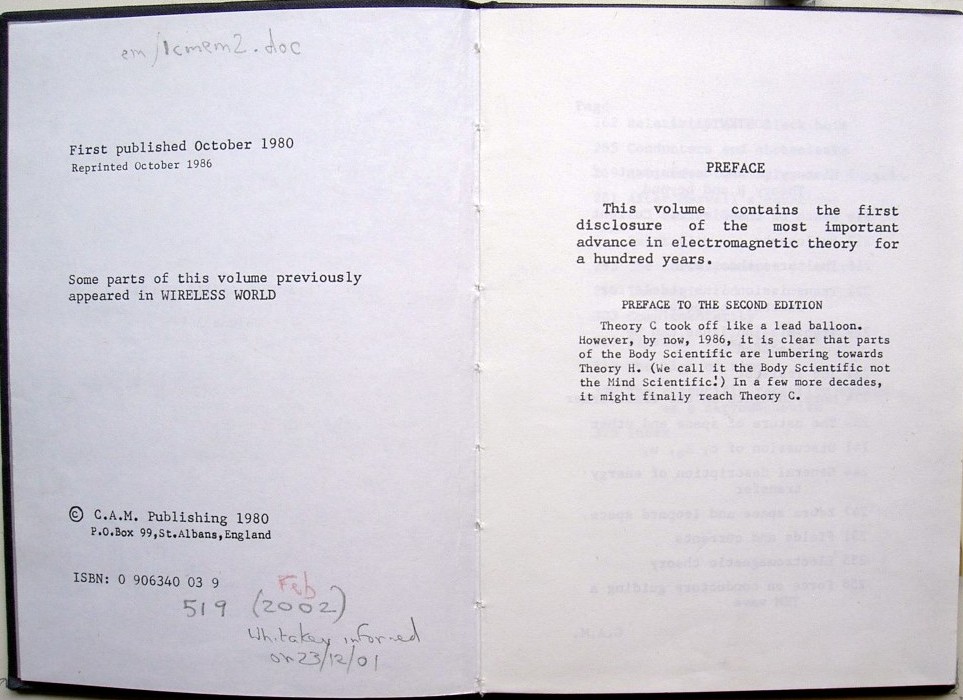 em/1cmem2.doc
First published October 1980
Reprinted October 1986
Some parts of this volume previously
appeared in WIRELESS WORLD
© C.A.M. Publishing 1980
P.O.Box 99,St.Albans,England
ISBN: 0 906340 03 9
Feb
519 (2002)
Whitaker informed
on 23/12/01
PREFACE
This volume contains the first
disclosure of the most important
advance in electromagnetic theory for
a hundred years.
PREFACE TO THE SECOND EDITION
Theory C took off like a lead balloon.
However, by now, 1986, it is clear that parts
of the Body Scientific are lumbering towards
Theory H. (We call it the Body Scientific not
the Mind Scientific!) In a few more decades,
it might finally reach Theory C.